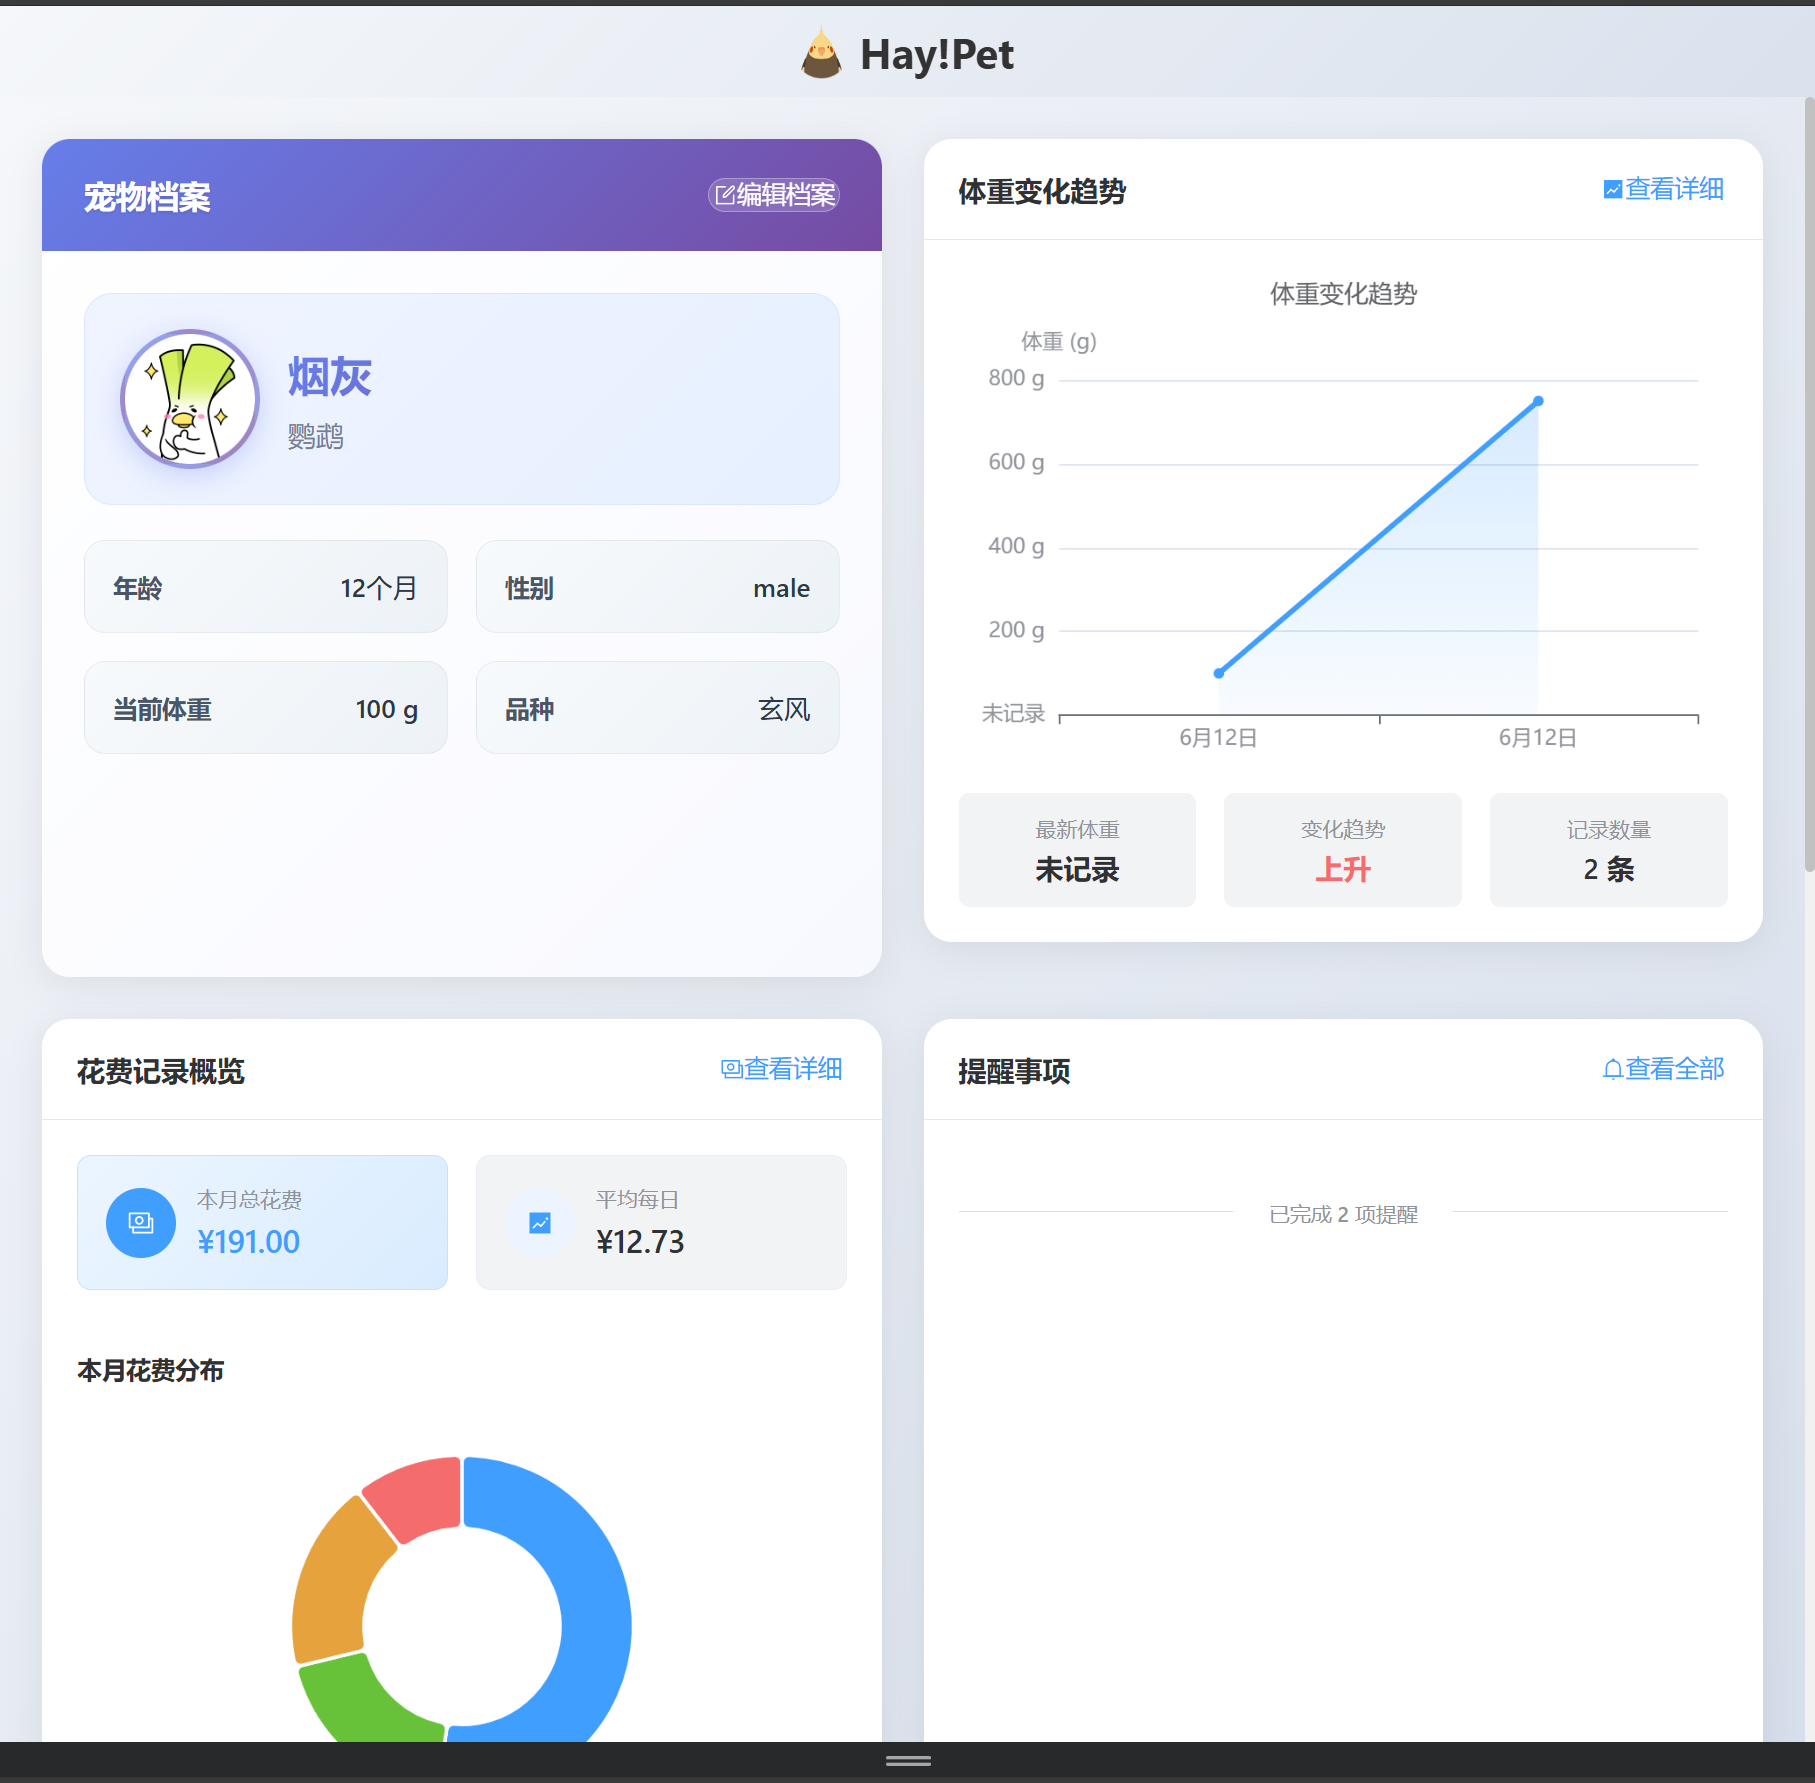 Hay!Pet
宠物档案
编辑档案
烟灰
鹦鹉
年龄 12个月
性别 male
当前体重 100 g
品种 玄风
体重变化趋势
查看详细
体重变化趋势
体重 (g)
800 g
600 g
400 g
200 g
未记录
6月12日 6月12日
最新体重
未记录
变化趋势
上升
记录数量
2 条
花费记录概览
查看详细
本月总花费
¥191.00
平均每日
¥12.73
本月花费分布
提醒事项
查看全部
已完成 2 项提醒